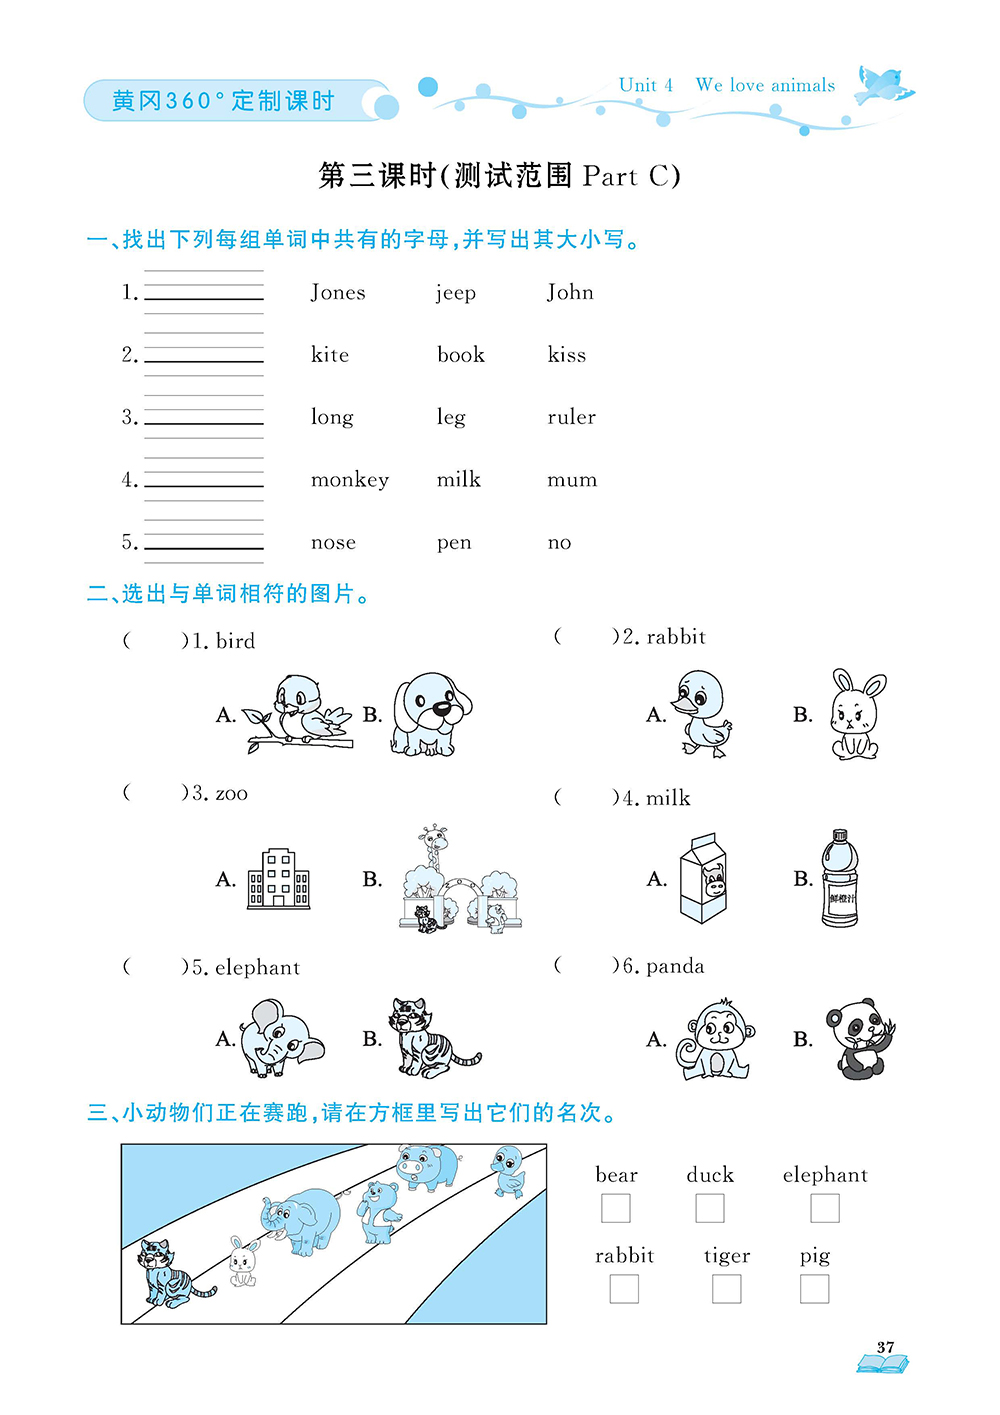 黄冈360°定制课时
Unit 4 We love animals
第三课时(测试范围 Part C)
一、找出下列每组单词中共有的字母,并写出其大小写。
1. Jones jeep John
2. kite book kiss
3. long leg ruler
4. monkey milk mum
5. nose pen no
二、选出与单词相符的图片。
( )1. bird ( )2. rabbit
A. B. A. B.
( )3. zoo ( )4. milk
ZOO
A. B. A. B.
鲜橙汁
( )5. elephant ( )6. panda
A. B. A. B.
三、小动物们正在赛跑,请在方框里写出它们的名次。
bear duck elephant
rabbit tiger pig
37